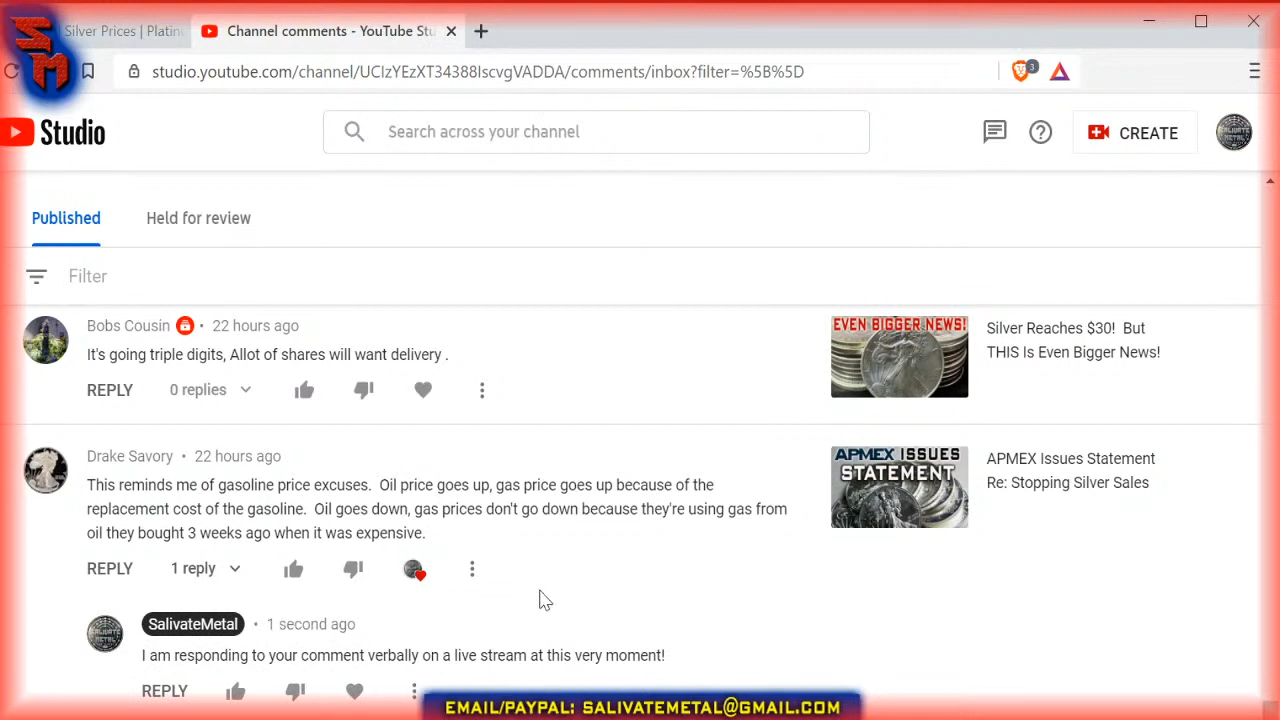 SM
Silver Prices | Platin
Channel comments - YouTube Stu
studio.youtube.com/channel/UCIzYEzXT34388IscvgVADDA/comments/inbox?filter=%5B%5D
3
Studio
Search across your channel
CREATE
Published
Held for review
Filter
Bobs Cousin • 22 hours ago
It's going triple digits, Allot of shares will want delivery .
REPLY 0 replies
EVEN BIGGER NEWS!
Silver Reaches $30! But
THIS Is Even Bigger News!
Drake Savory • 22 hours ago
This reminds me of gasoline price excuses. Oil price goes up, gas price goes up because of the
replacement cost of the gasoline. Oil goes down, gas prices don't go down because they're using gas from
oil they bought 3 weeks ago when it was expensive.
REPLY 1 reply
APMEX ISSUES
STATEMENT
APMEX Issues Statement
Re: Stopping Silver Sales
SalivateMetal • 1 second ago
I am responding to your comment verbally on a live stream at this very moment!
REPLY
EMAIL/PAYPAL: SALIVATEMETAL@GMAIL.COM